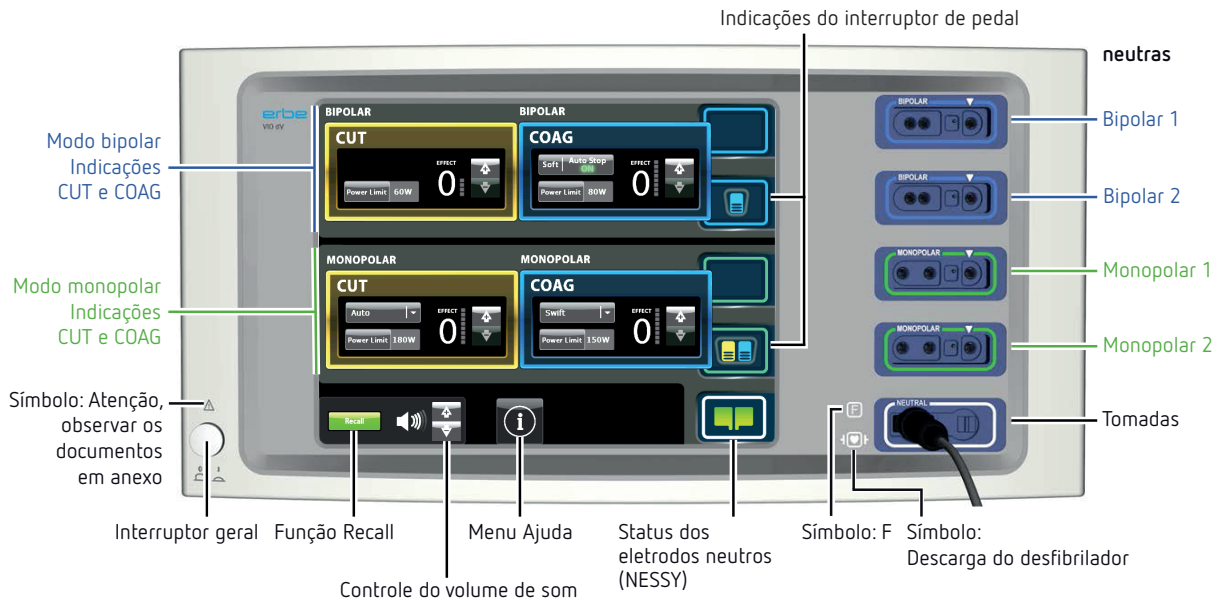 Indicações do interruptor de pedal
neutras
erbe
VIO dV
BIPOLAR
BIPOLAR
CUT
COAG
Soft
Auto Stop
ON
EFFECT
0
Power Limit
60W
EFFECT
0
Power Limit
80W
Modo bipolar
Indicações
CUT e COAG
BIPOLAR
Bipolar 1
BIPOLAR
Bipolar 2
MONOPOLAR
MONOPOLAR
CUT
COAG
Auto
EFFECT
0
Power Limit
180W
Swift
EFFECT
0
Power Limit
150W
Modo monopolar
Indicações
CUT e COAG
MONOPOLAR
Monopolar 1
MONOPOLAR
Monopolar 2
Símbolo: Atenção,
observar os
documentos
em anexo
Recall
i
F
NEUTRAL
Tomadas
Interruptor geral
Função Recall
Menu Ajuda
Status dos
eletrodos neutros
(NESSY)
Símbolo: F
Símbolo:
Descarga do desfibrilador
Controle do volume de som